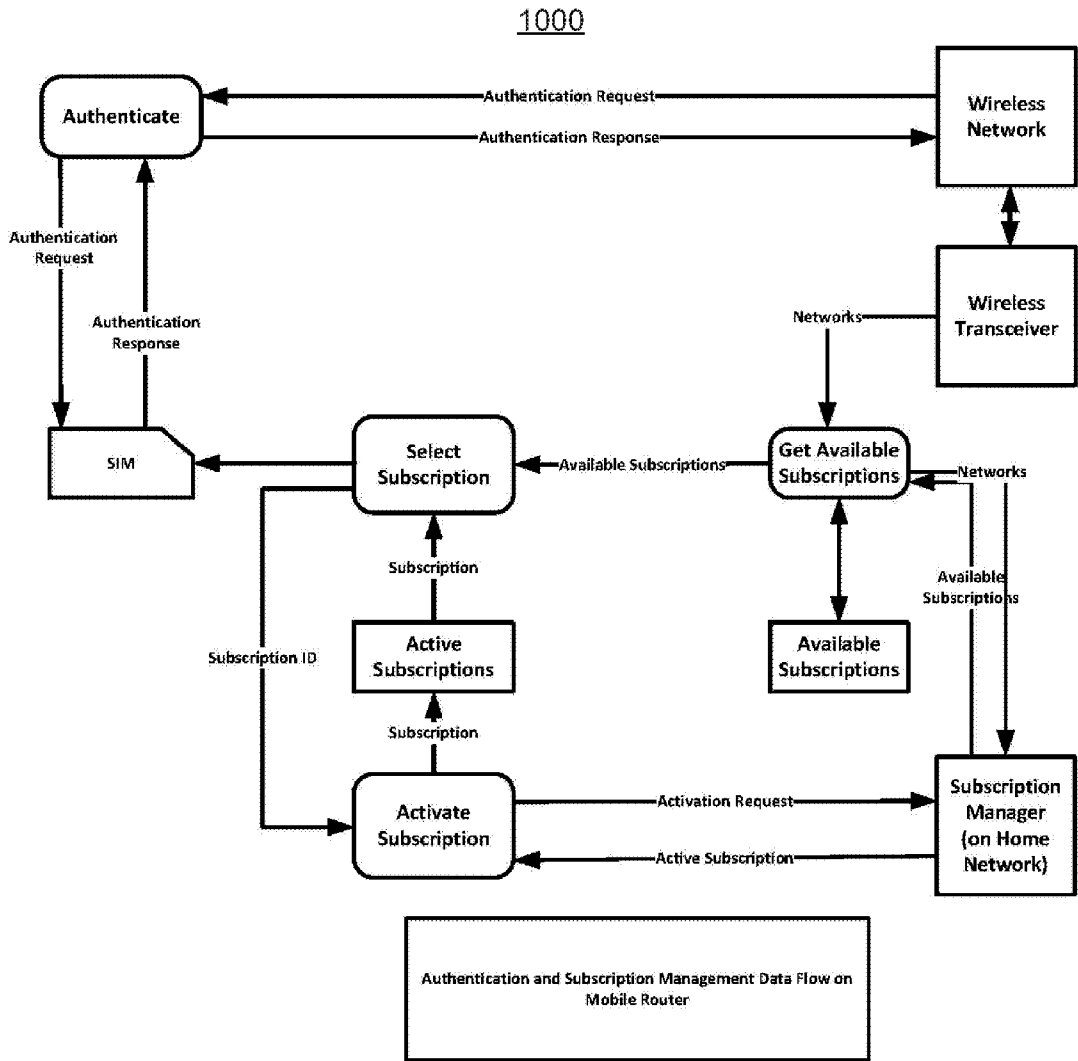 1000
Authenticate
Authentication Request
Wireless
Network
Authentication Response
Authentication
Request
Authentication
Response
Wireless
Transceiver
Networks
SIM
Select
Subscription
Available Subscriptions
Get Available
Subscriptions
Networks
Subscription
Available
Subscriptions
Subscription ID
Active
Subscriptions
Available
Subscriptions
Subscription
Activate
Subscription
Activation Request
Active Subscription
Subscription
Manager
(on Home
Network)
Authentication and Subscription Management Data Flow on
Mobile Router